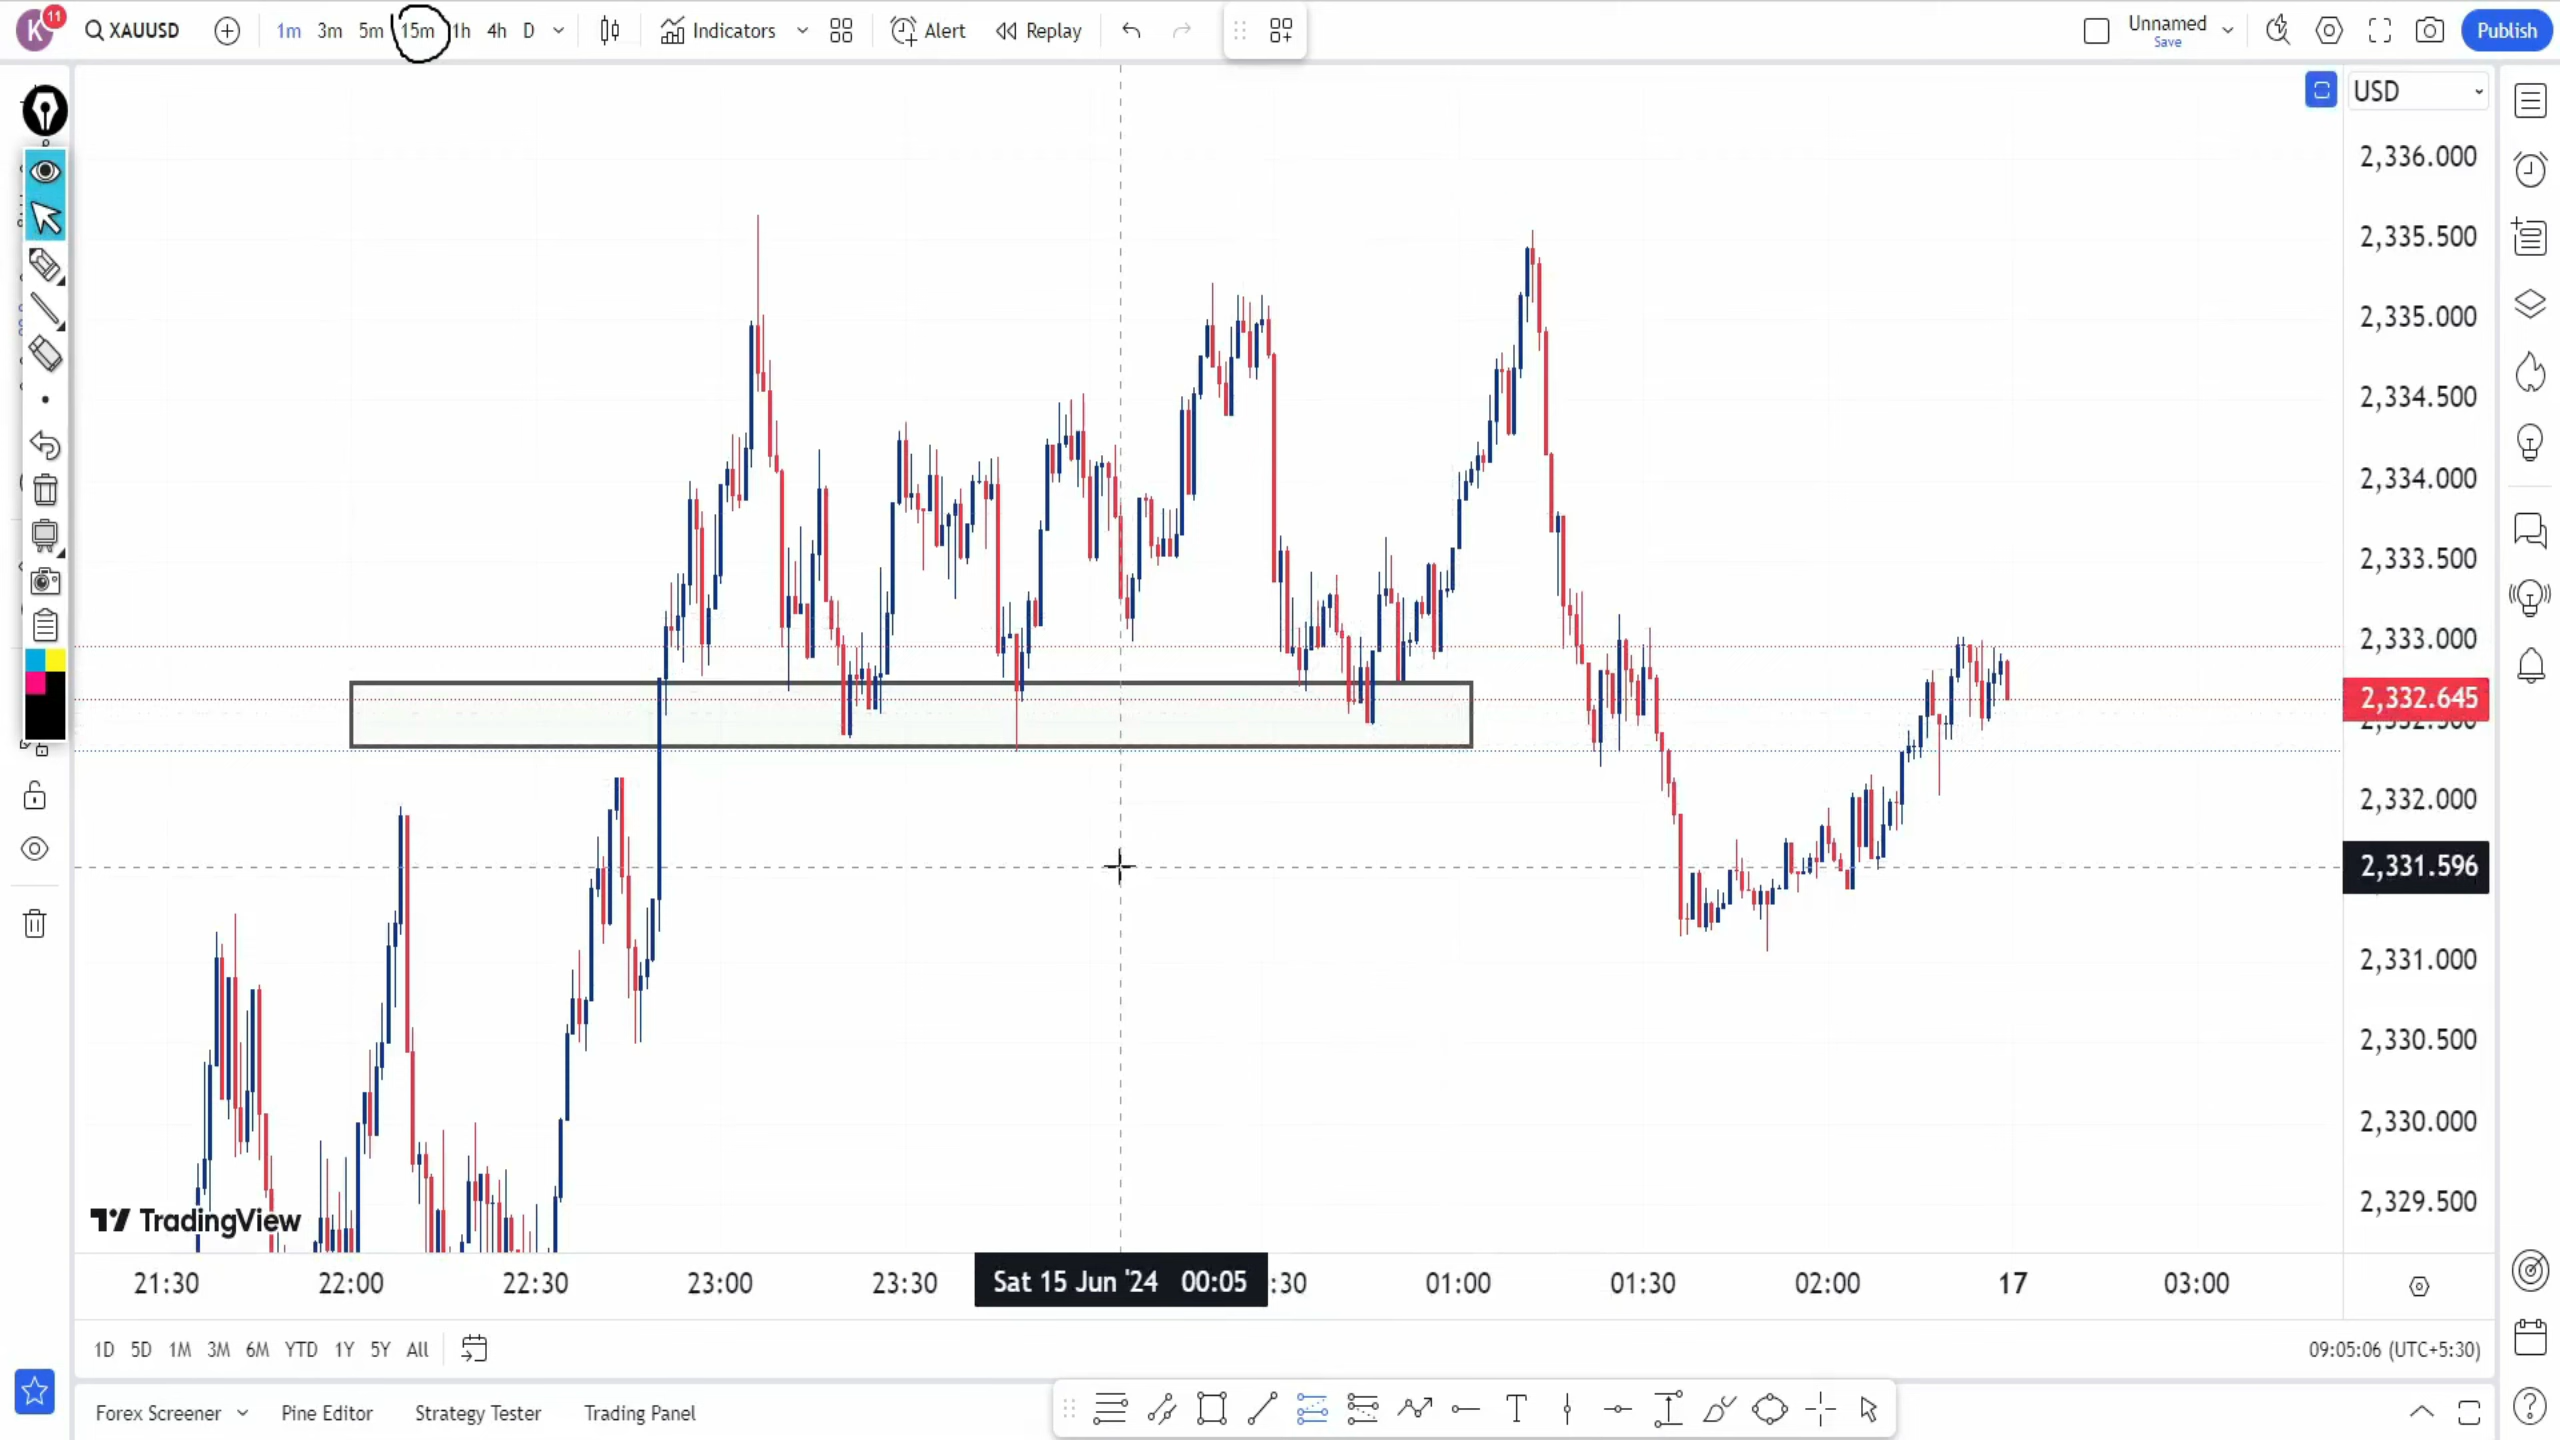 K 11 XAUUSD 1m 3m 5m 15m 1h 4h D Indicators Alert Replay Unnamed Save Publish
USD
2,336.000
2,335.500
2,335.000
2,334.500
2,334.000
2,333.500
2,333.000
2,332.645
2,332.500
2,332.000
2,331.596
2,331.000
2,330.500
2,330.000
2,329.500
TradingView
21:30 22:00 22:30 23:00 23:30 Sat 15 Jun '24 00:05 :30 01:00 01:30 02:00 17 03:00
1D 5D 1M 3M 6M YTD 1Y 5Y All 09:05:06 (UTC+5:30)
Forex Screener Pine Editor Strategy Tester Trading Panel